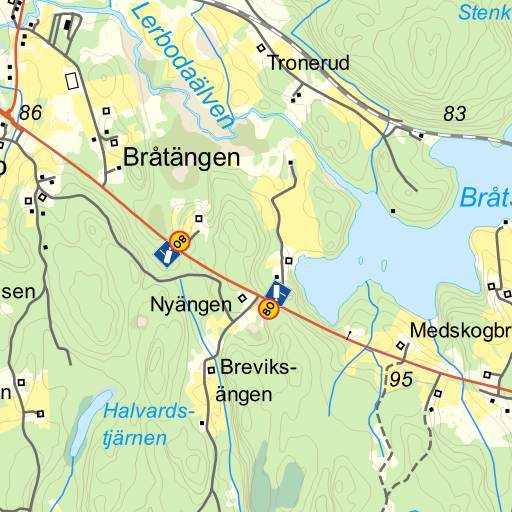 Stenk
Lerbodaälven
Tronerud
86
83
Bråtängen
o
Bråt
80
sen
Nyängen
80
Medskogbr
Breviks-
ängen
95
n
Halvards-
tjärnen